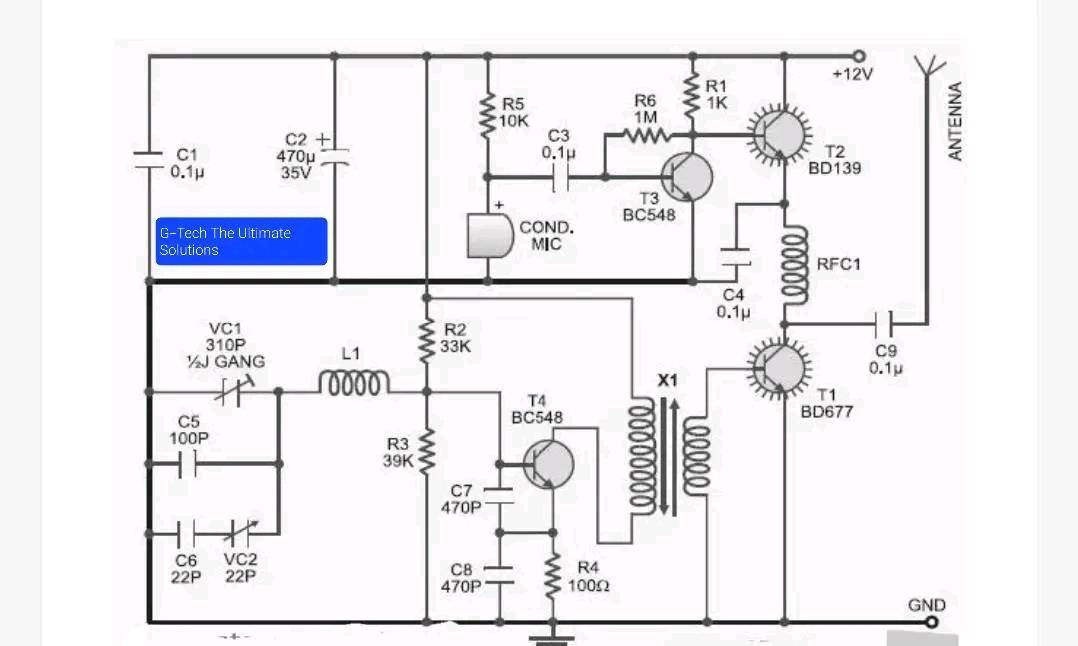 +12V
ANTENNA
R5
10K
R6
1M
R1
1K
C3
0.1µ
C1
0.1µ
C2
470µ
35V
+
T2
BD139
T3
BC548
+
COND.
MIC
G-Tech The Ultimate
Solutions
RFC1
C4
0.1µ
VC1
310P
½J GANG
L1
R2
33K
C9
0.1µ
X1
T1
BD677
T4
BC548
C5
100P
R3
39K
C7
470P
C6
22P
VC2
22P
C8
470P
R4
100Ω
GND